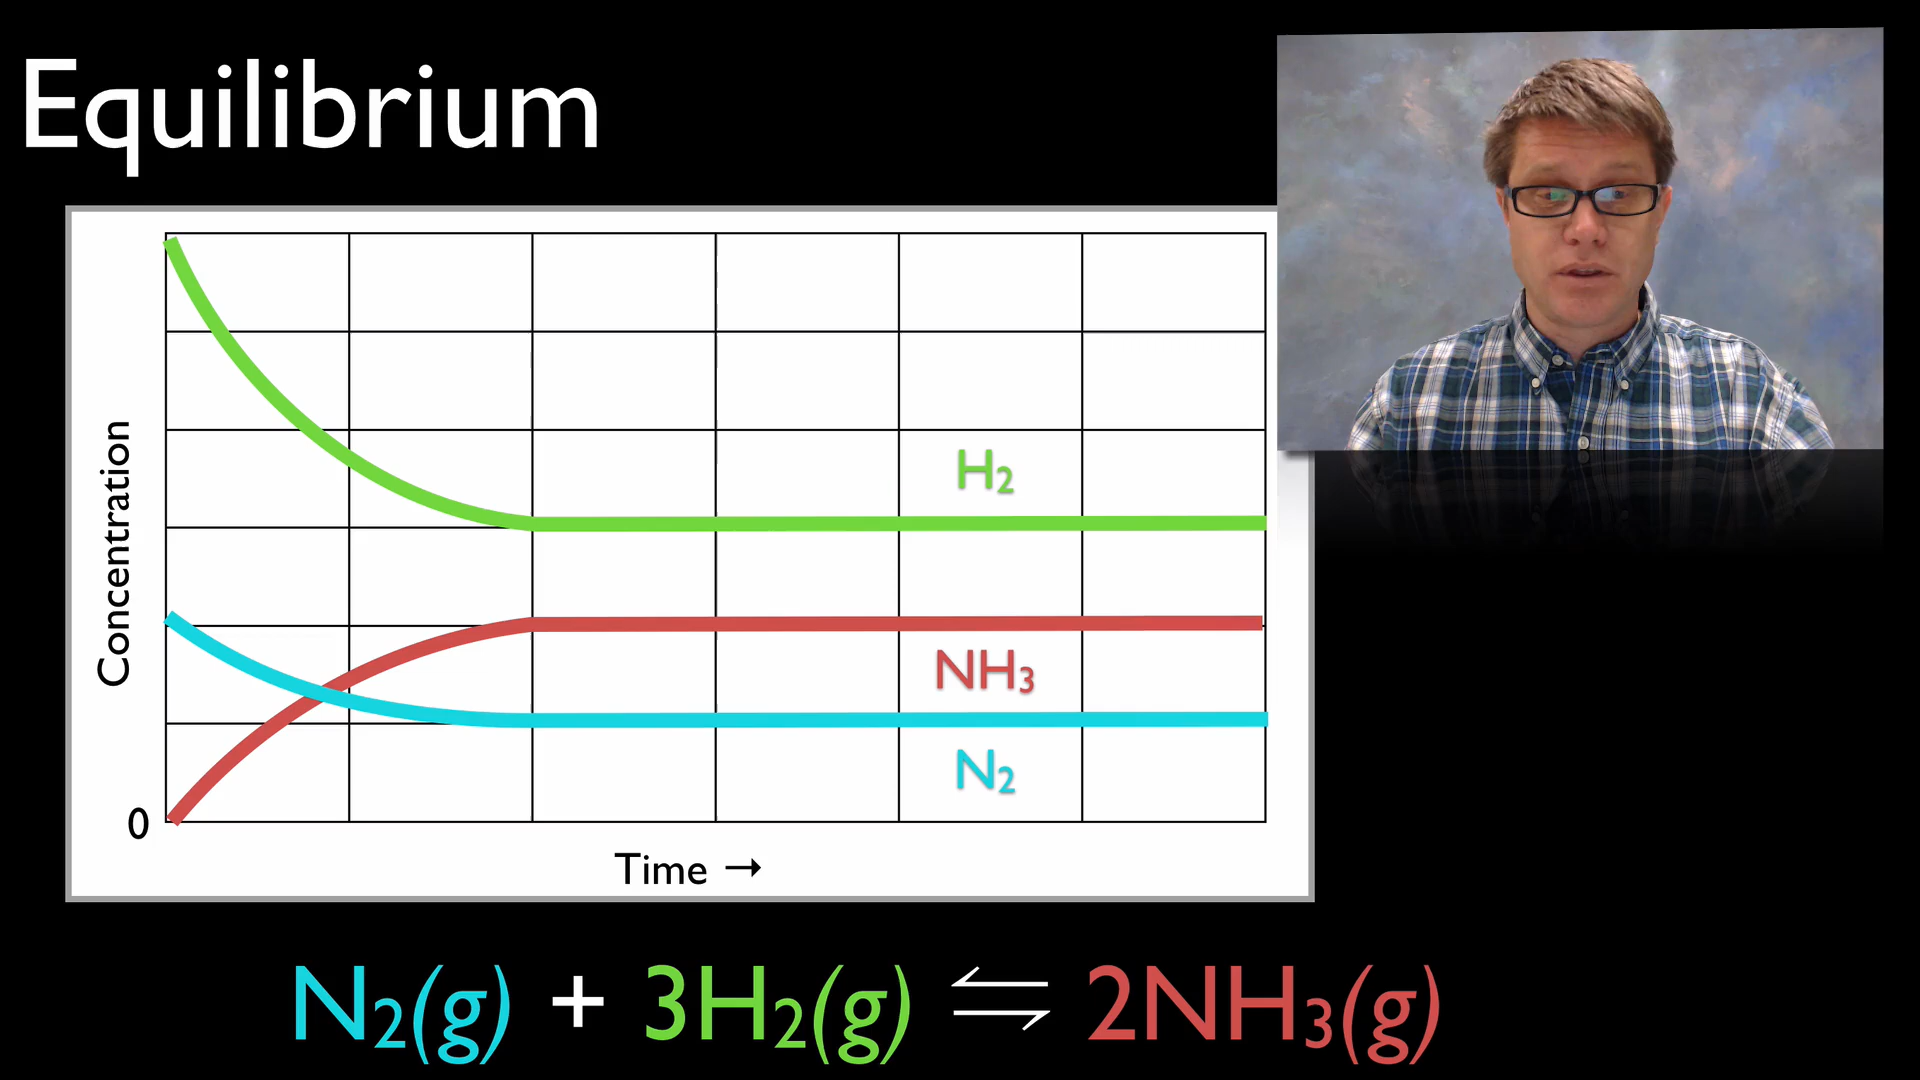 Equilibrium
Concentration
H₂
NH₃
N₂
0
Time →
N₂(g) + 3H₂(g) ⇌ 2NH₃(g)